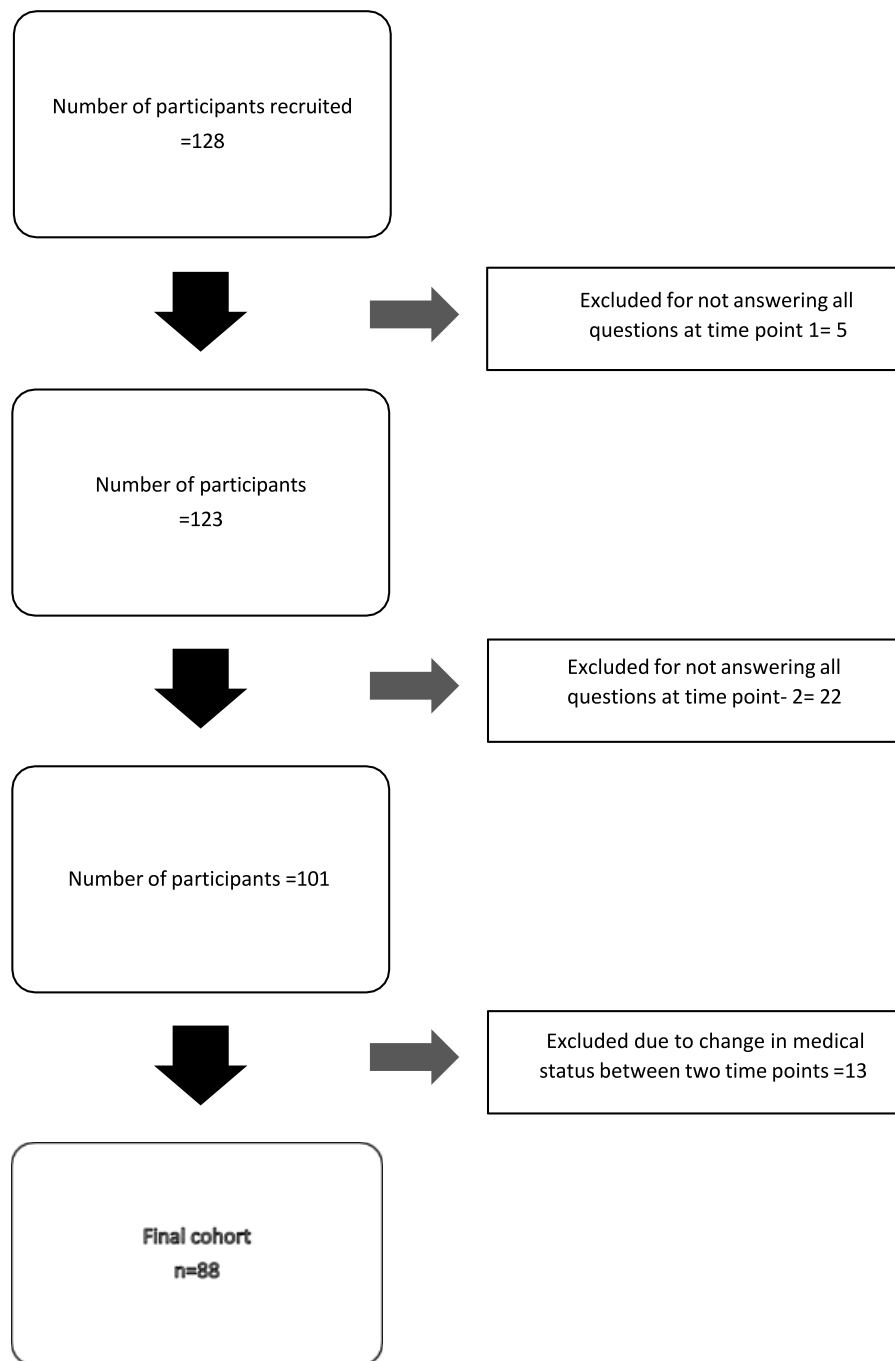 Number of participants recruited
=128
Excluded for not answering all
questions at time point 1= 5
Number of participants
=123
Excluded for not answering all
questions at time point- 2= 22
Number of participants =101
Excluded due to change in medical
status between two time points =13
Final cohort
n=88